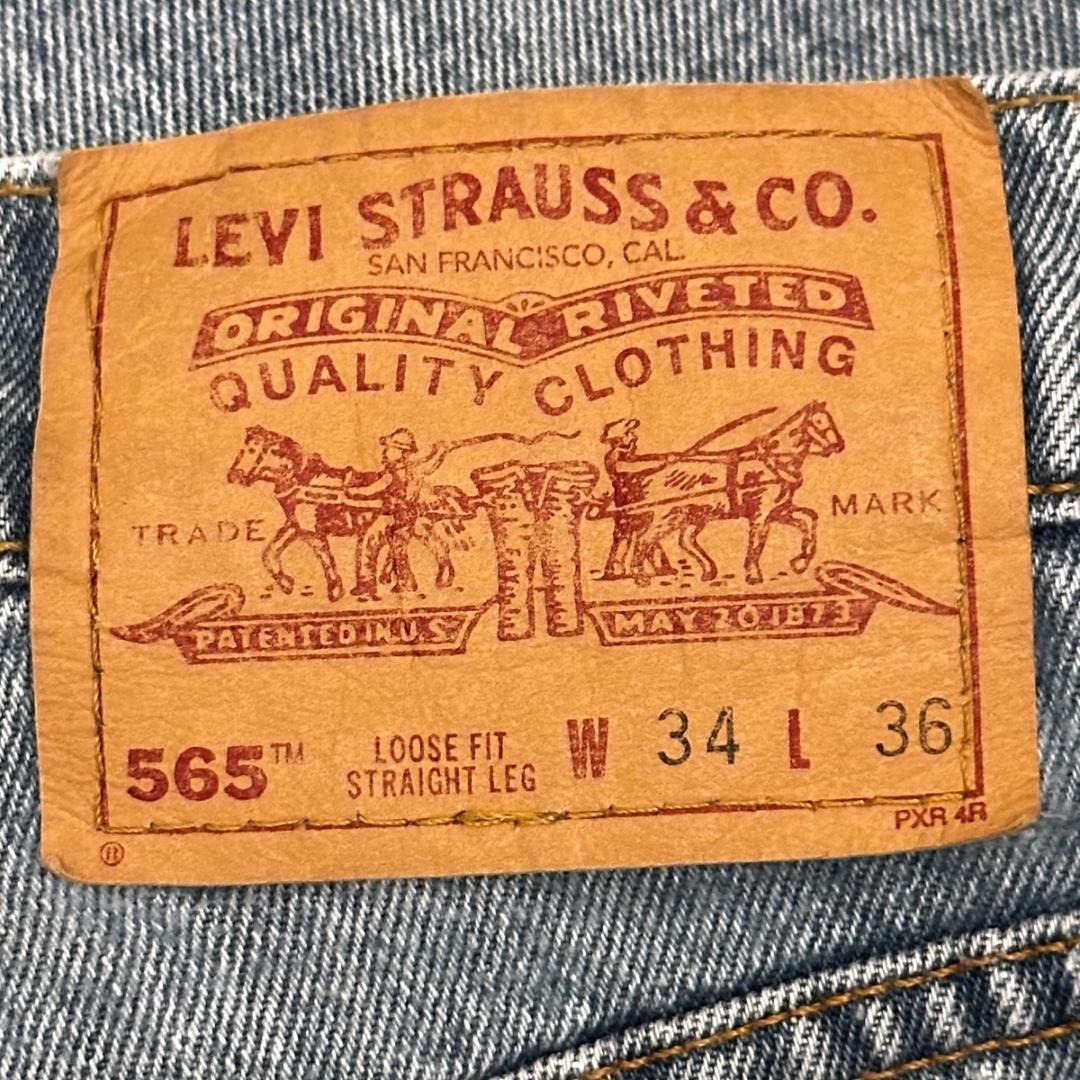 LEVI STRAUSS & CO.
SAN FRANCISCO, CAL.
ORIGINAL RIVETED
QUALITY CLOTHING
TRADE MARK
PATENTED IN U.S. MAY 20 1873
565™ LOOSE FIT STRAIGHT LEG W 34 L 36
PXR 4R
®